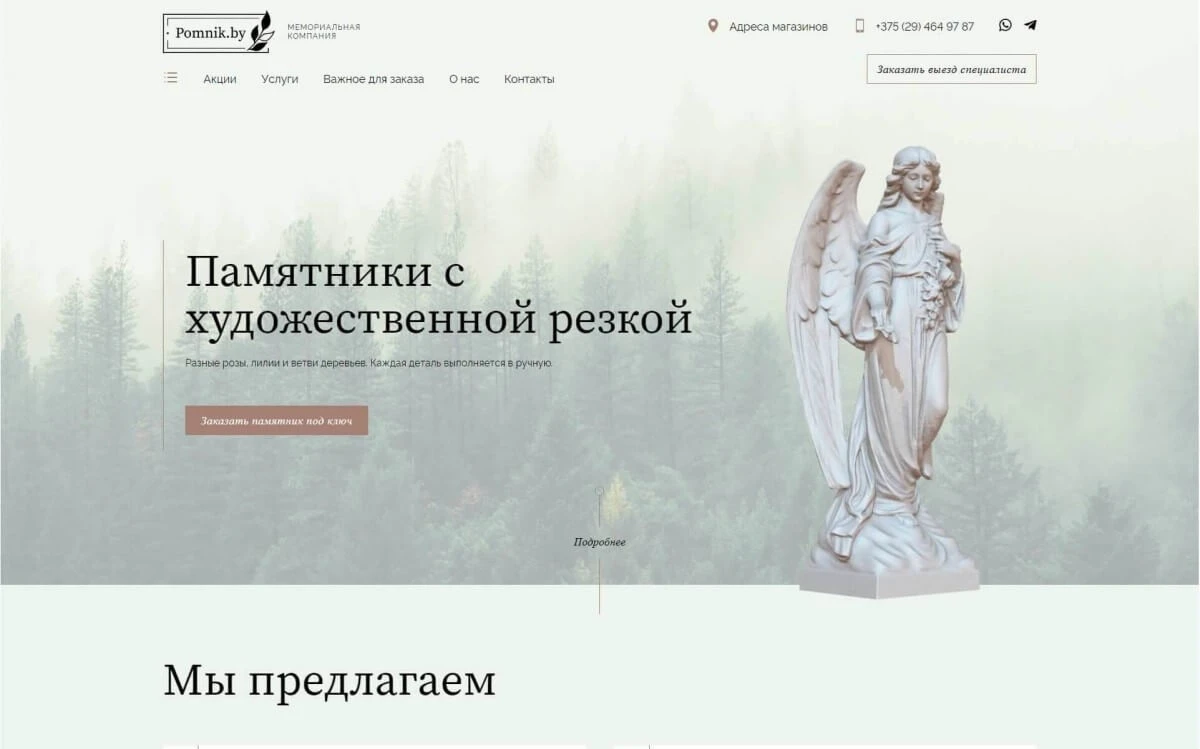 Pomnik.by
МЕМОРИАЛЬНАЯ
КОМПАНИЯ
Адреса магазинов
+375 (29) 464 97 87
Акции
Услуги
Важное для заказа
О нас
Контакты
Заказать выезд специалиста
Памятники с
художественной резкой
Разные розы, лилии и ветви деревьев. Каждая деталь выполняется в ручную.
Заказать памятник под ключ
Подробнее
Мы предлагаем